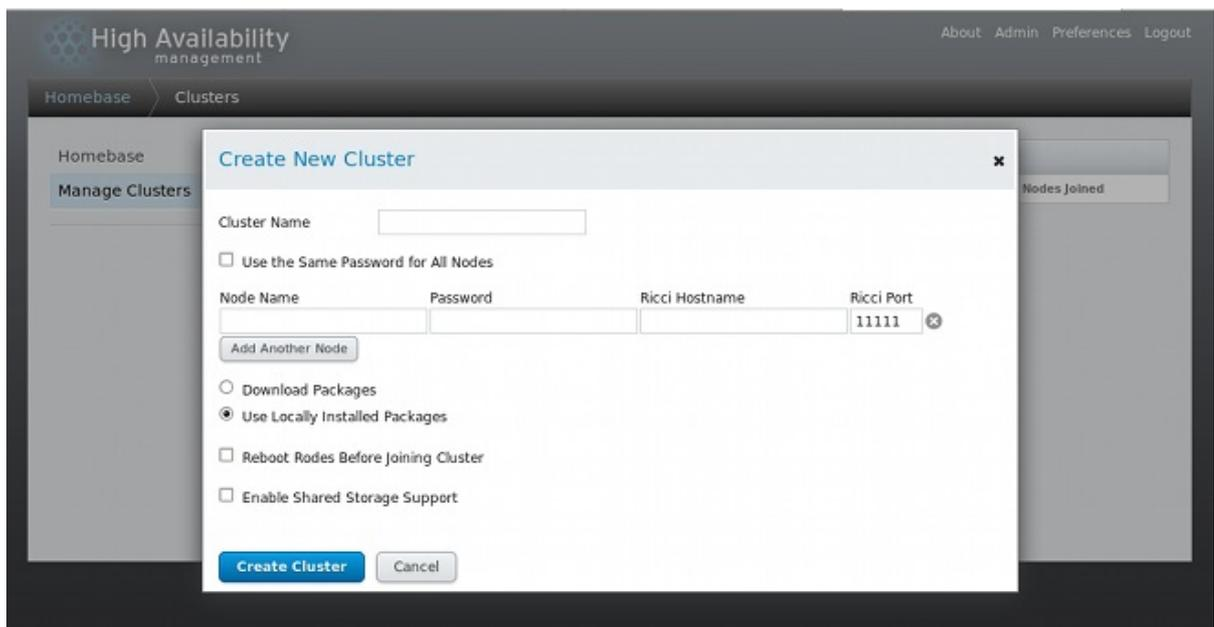 High Availability
management
About Admin Preferences Logout
Homebase Clusters
Homebase
Manage Clusters
Nodes Joined
Create New Cluster
Cluster Name
Use the Same Password for All Nodes
Node Name Password Ricci Hostname Ricci Port
11111
Add Another Node
Download Packages
Use Locally Installed Packages
Reboot Rodes Before Joining Cluster
Enable Shared Storage Support
Create Cluster Cancel